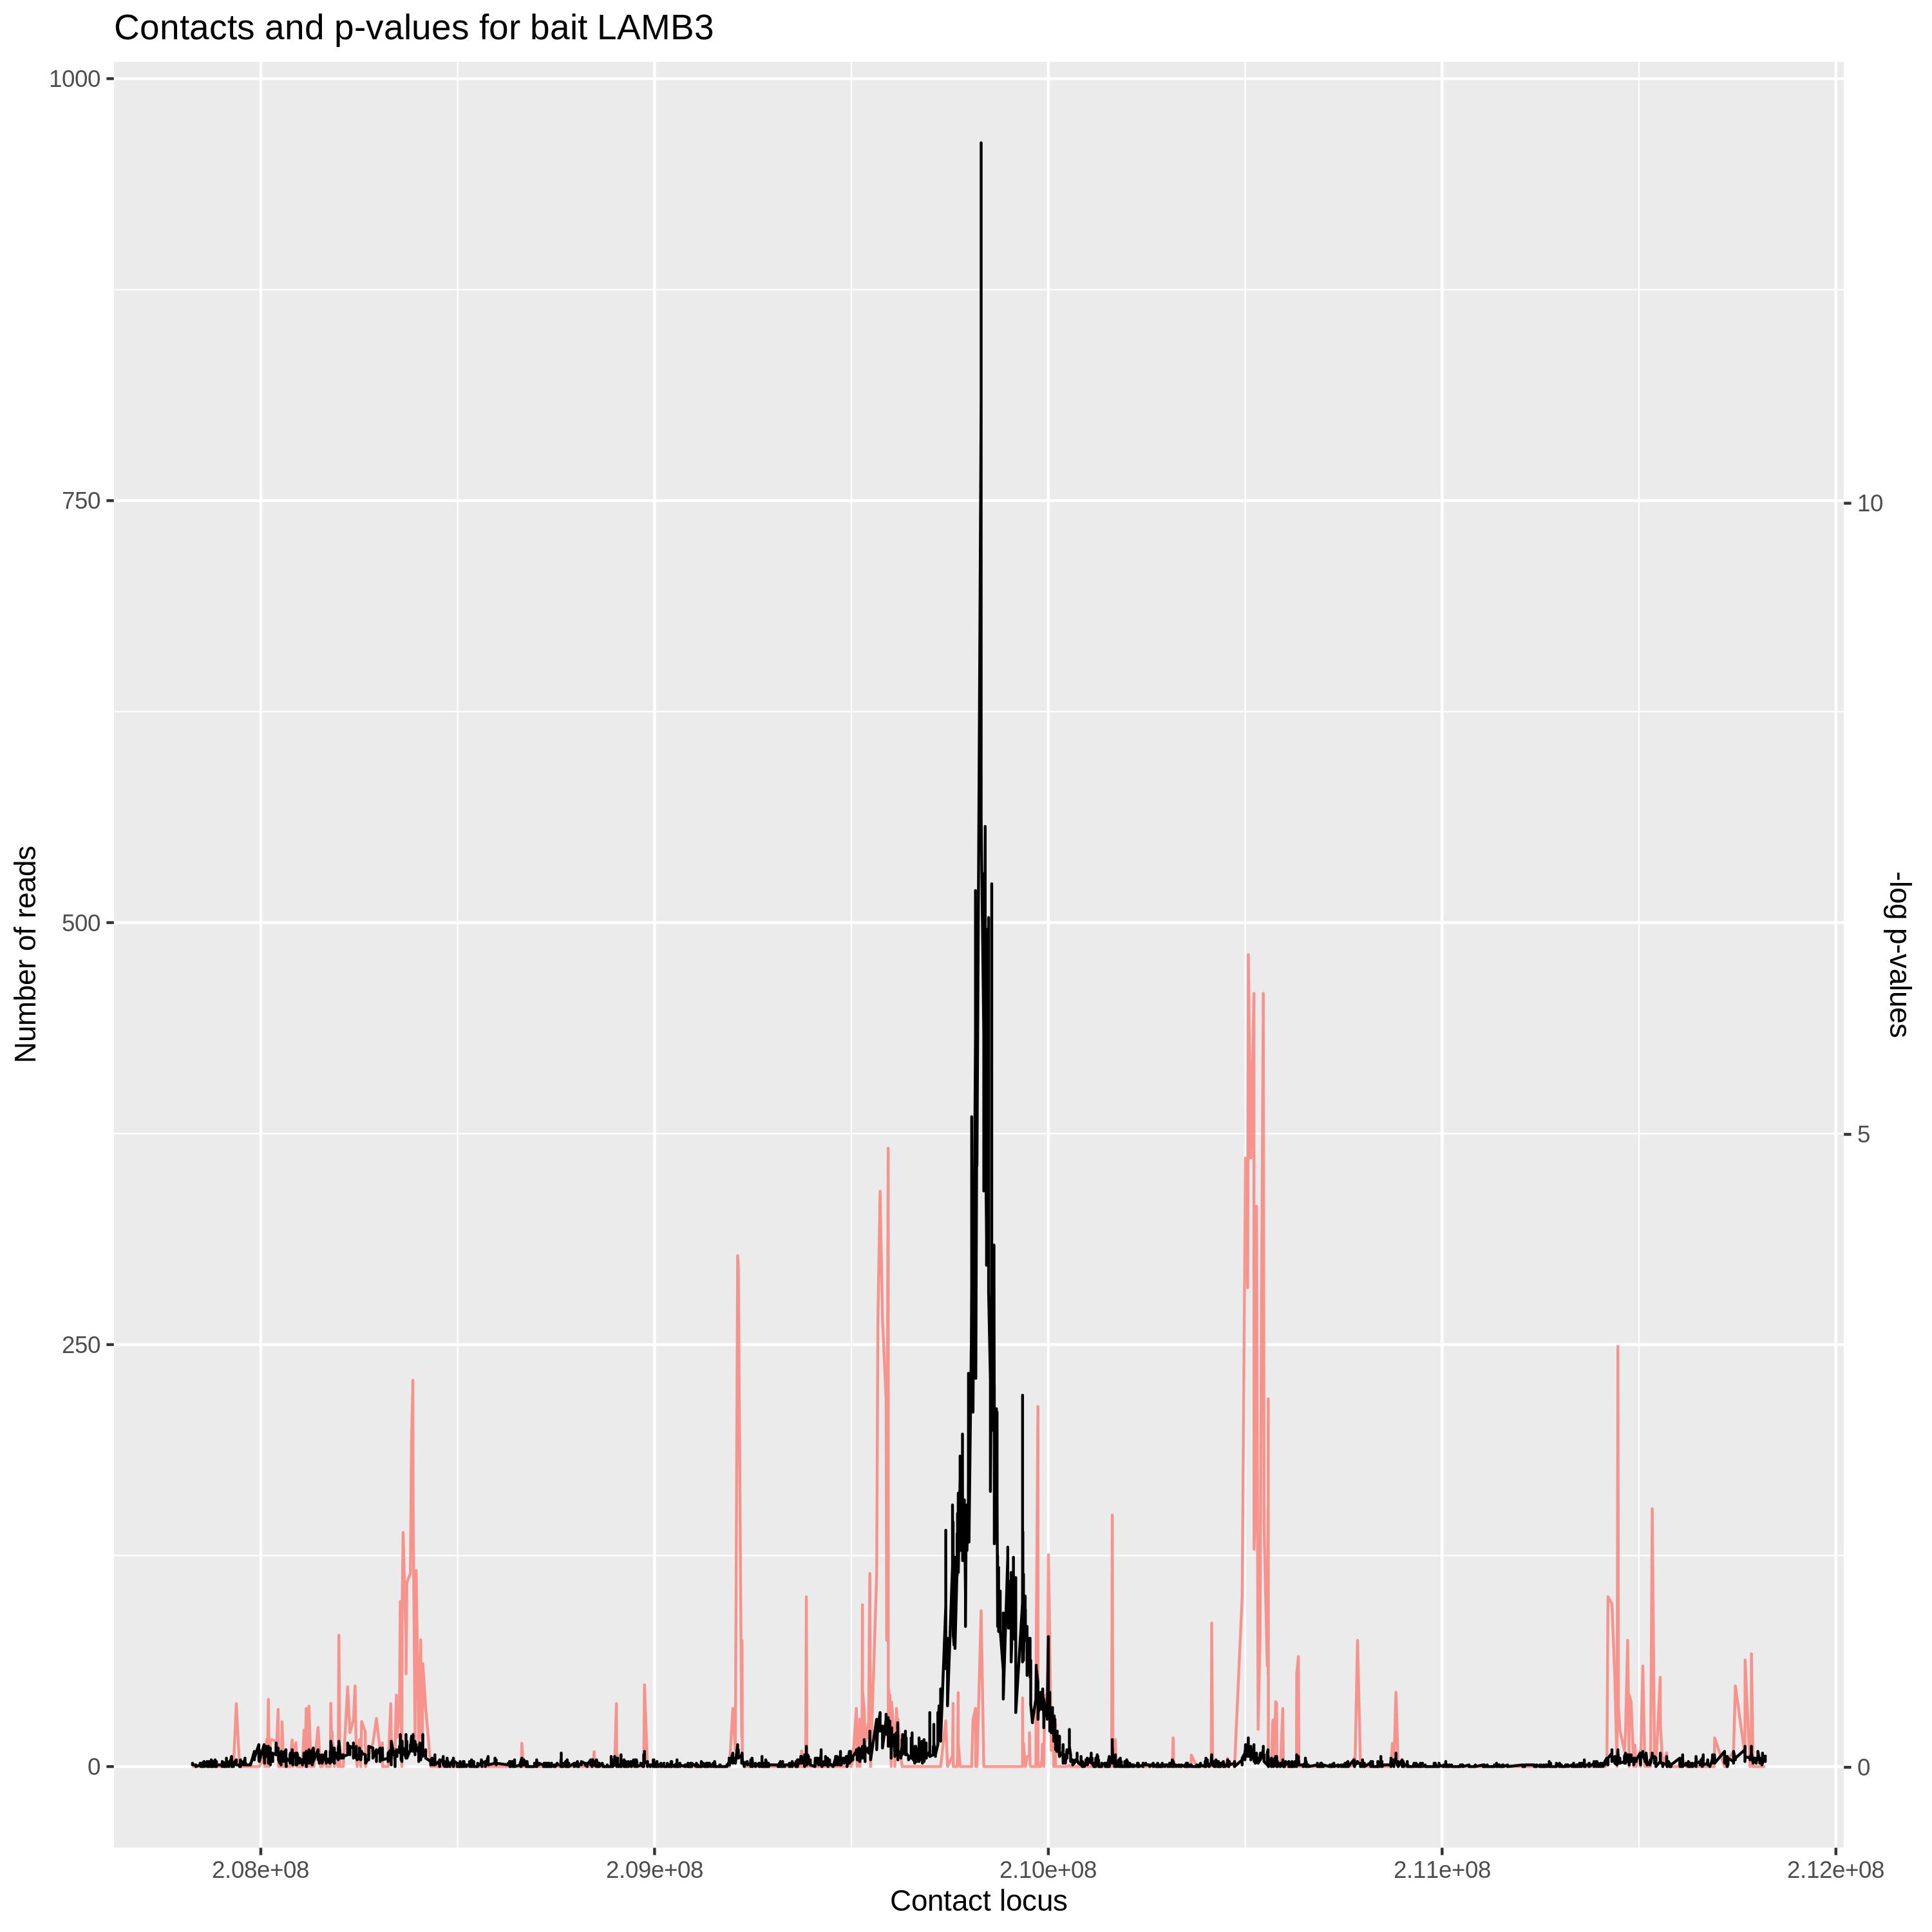 Contacts and p-values for bait LAMB3
1000
750
500
250
0
Number of reads
10
5
0
-log p-values
2.08e+08
2.09e+08
2.10e+08
2.11e+08
2.12e+08
Contact locus